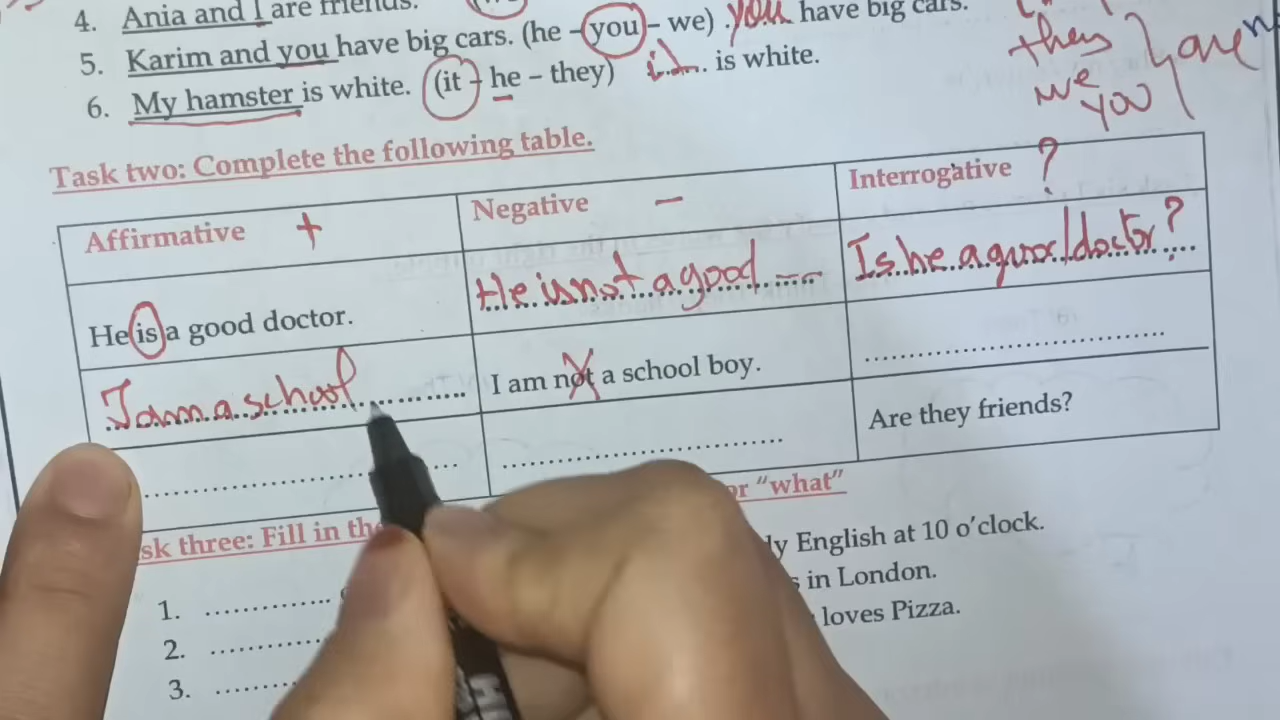 4. Ania and I are friends.
5. Karim and you have big cars. (he – you – we) .you. have big cars.
6. My hamster is white. (it – he – they) it..... is white.
they
we
you
are
Task two: Complete the following table.
Affirmative + Negative – Interrogative ?
He is a good doctor. He is not a good ---- Is he a good doctor?
I am a school.......... I am not a school boy. ........................................
........................................ ........................................ Are they friends?
sk three: Fill in the or “what”
1. ............... ly English at 10 o’clock.
2. ............... s in London.
3. ............... loves Pizza.